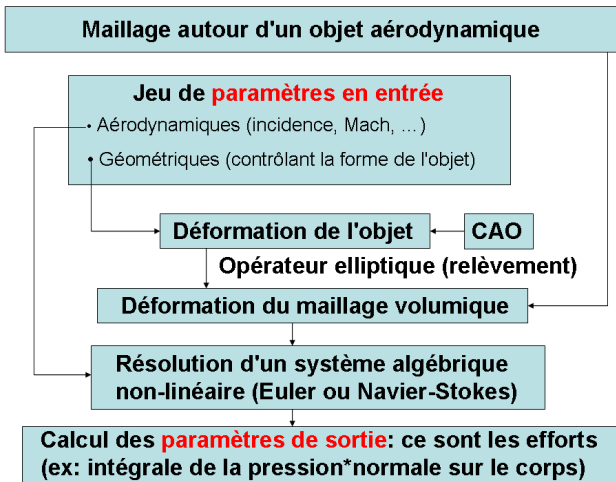 Maillage autour d'un objet aérodynamique
Jeu de paramètres en entrée
• Aérodynamiques (incidence, Mach, ...)
• Géométriques (contrôlant la forme de l'objet)
Déformation de l'objet
CAO
Opérateur elliptique (relèvement)
Déformation du maillage volumique
Résolution d'un système algébrique
non-linéaire (Euler ou Navier-Stokes)
Calcul des paramètres de sortie: ce sont les efforts
(ex: intégrale de la pression*normale sur le corps)